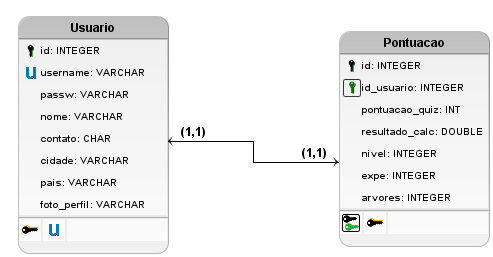 Usuario
id: INTEGER
U username: VARCHAR
passw: VARCHAR
nome: VARCHAR
contato: CHAR
cidade: VARCHAR
pais: VARCHAR
foto_perfil: VARCHAR
U
(1,1)
(1,1)
Pontuacao
id: INTEGER
id_usuario: INTEGER
pontuacao_quiz: INT
resultado_calc: DOUBLE
nivel: INTEGER
expe: INTEGER
arvores: INTEGER